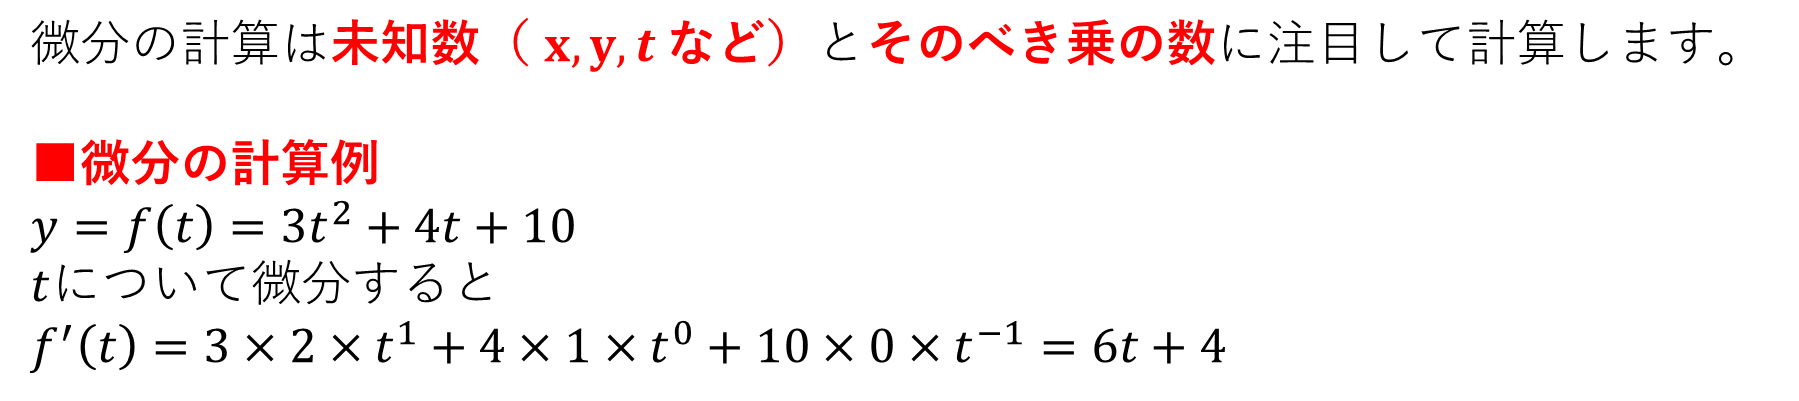 微分の計算は未知数（ x, y, t など）とそのべき乗の数に注目して計算します。
■微分の計算例
y = f(t) = 3t² + 4t + 10
tについて微分すると
f′(t) = 3 × 2 × t¹ + 4 × 1 × t⁰ + 10 × 0 × t⁻¹ = 6t + 4